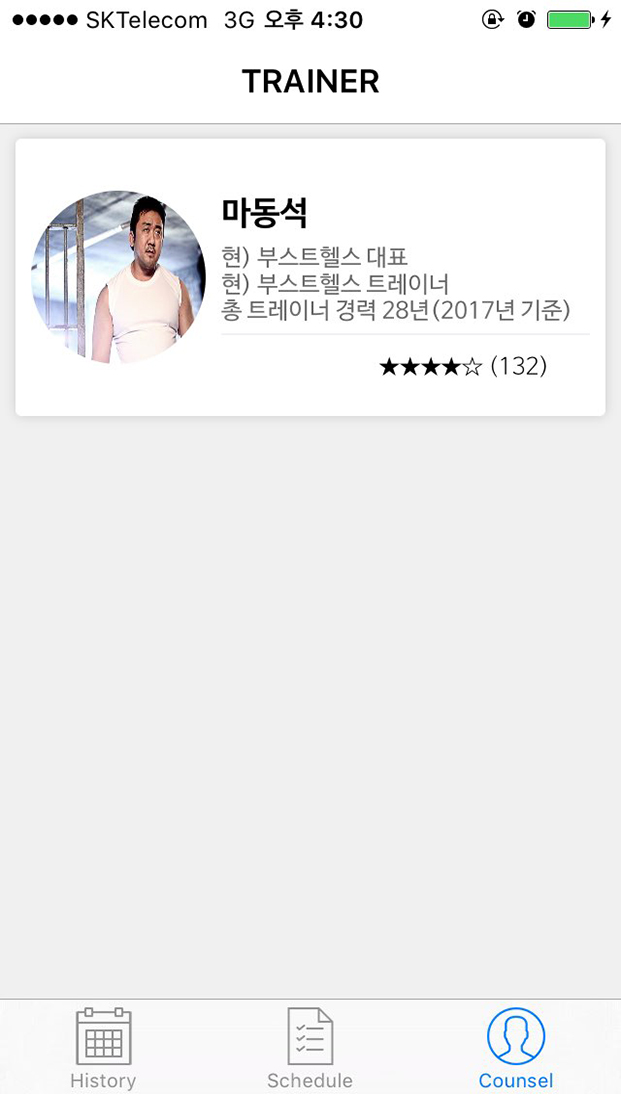 ●●●●● SKTelecom 3G 오후 4:30
TRAINER
마동석
현) 부스트헬스 대표
현) 부스트헬스 트레이너
총 트레이너 경력 28년(2017년 기준)
★★★★☆ (132)
History Schedule Counsel